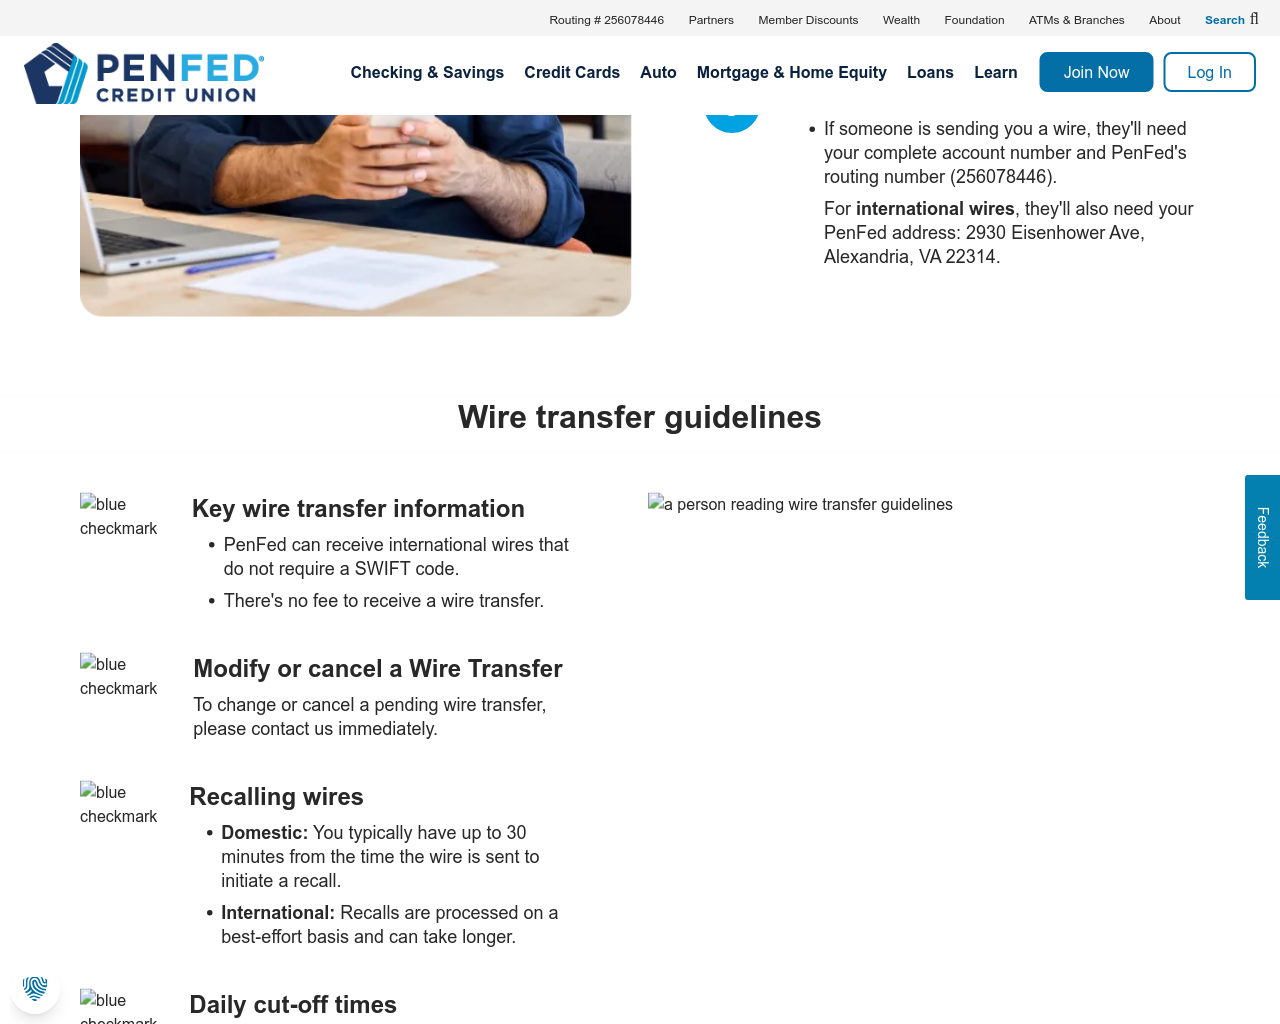 Routing # 256078446 Partners Member Discounts Wealth Foundation ATMs & Branches About Search
PENFED
CREDIT UNION
Checking & Savings Credit Cards Auto Mortgage & Home Equity Loans Learn Join Now Log In
• If someone is sending you a wire, they'll need
your complete account number and PenFed's
routing number (256078446).
For international wires, they'll also need your
PenFed address: 2930 Eisenhower Ave,
Alexandria, VA 22314.
Wire transfer guidelines
blue
checkmark
Key wire transfer information
• PenFed can receive international wires that
do not require a SWIFT code.
• There's no fee to receive a wire transfer.
a person reading wire transfer guidelines
Feedback
blue
checkmark
Modify or cancel a Wire Transfer
To change or cancel a pending wire transfer,
please contact us immediately.
blue
checkmark
Recalling wires
• Domestic: You typically have up to 30
minutes from the time the wire is sent to
initiate a recall.
• International: Recalls are processed on a
best-effort basis and can take longer.
blue
checkmark
Daily cut-off times